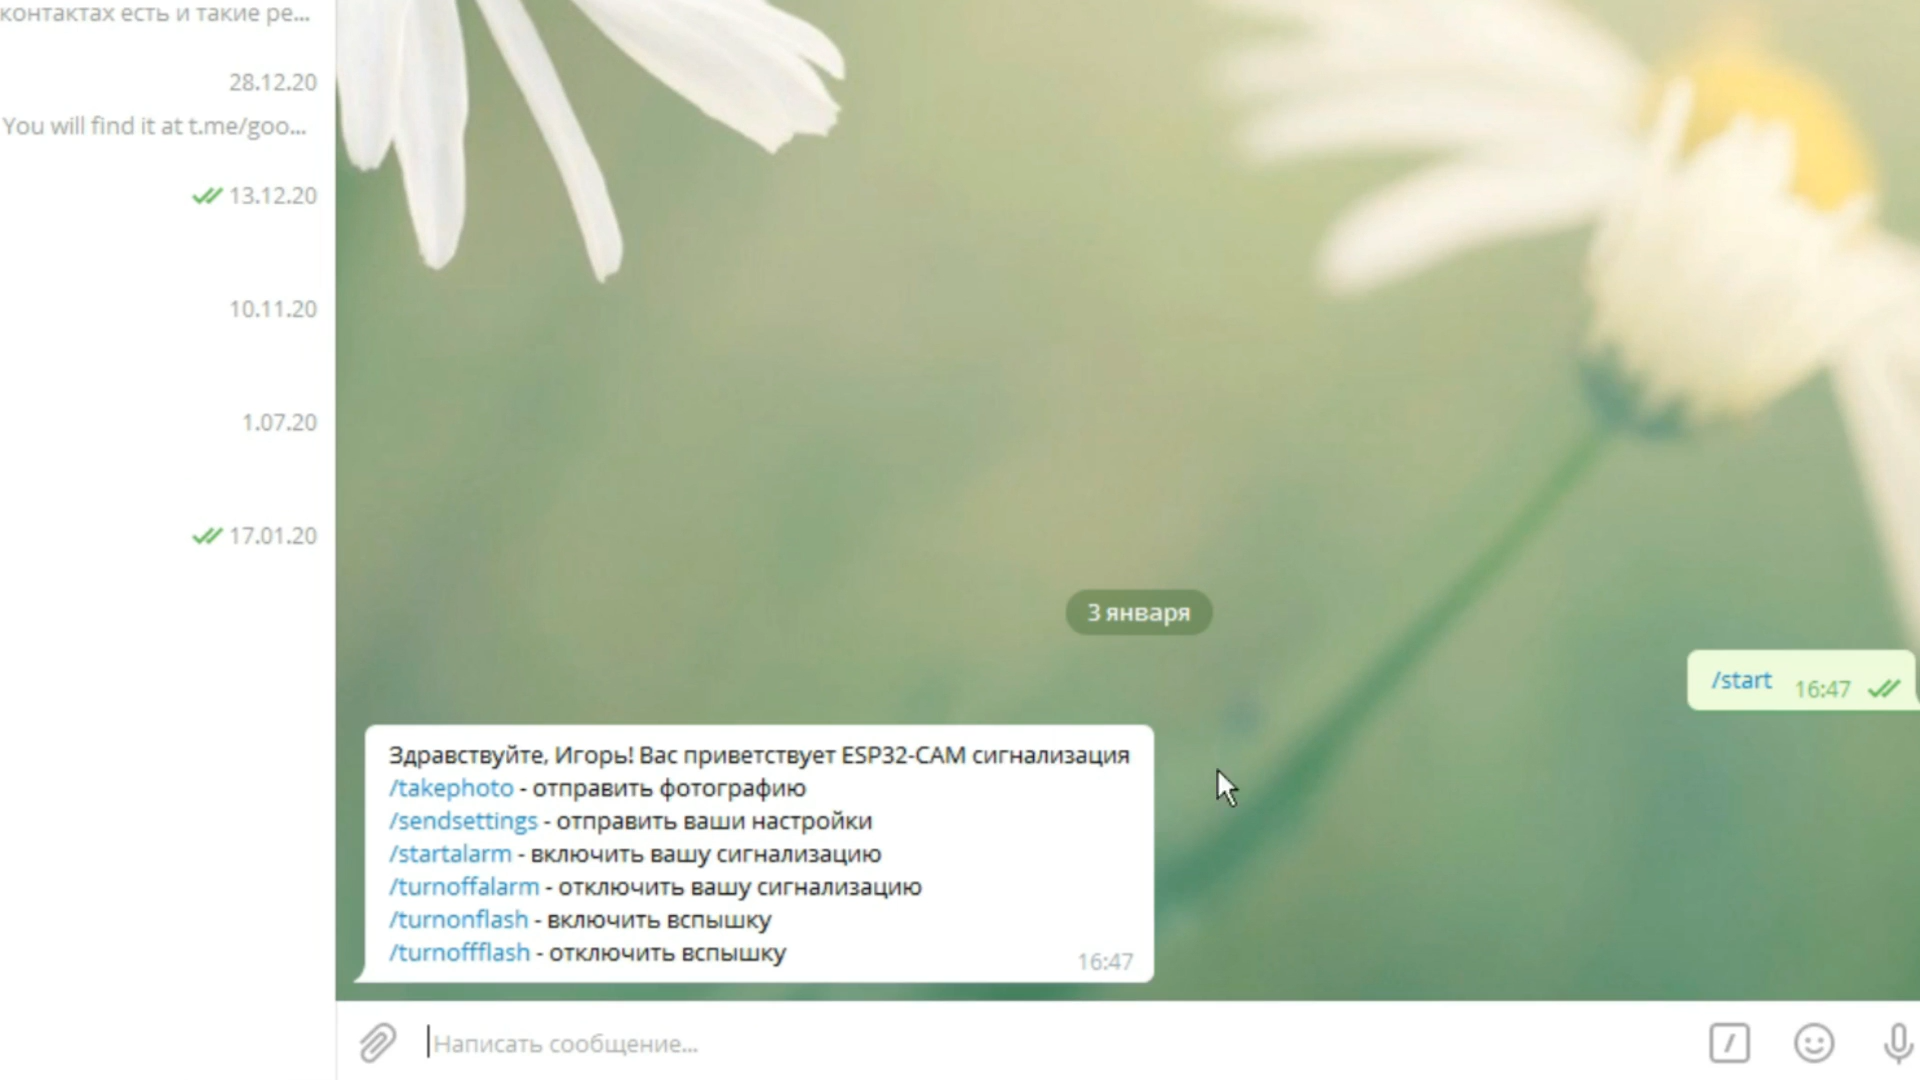 контактах есть и такие ре...
28.12.20
You will find it at t.me/goo...
13.12.20
10.11.20
1.07.20
17.01.20
3 января
/start 16:47
Здравствуйте, Игорь! Вас приветствует ESP32-CAM сигнализация
/takephoto - отправить фотографию
/sendsettings - отправить ваши настройки
/startalarm - включить вашу сигнализацию
/turnoffalarm - отключить вашу сигнализацию
/turnonflash - включить вспышку
/turnoffflash - отключить вспышку
16:47
Написать сообщение...